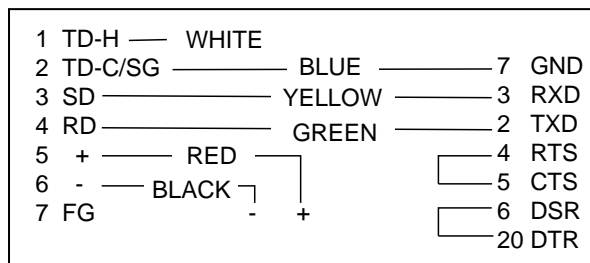 1 TD-H WHITE
2 TD-C/SG BLUE 7 GND
3 SD YELLOW 3 RXD
4 RD GREEN 2 TXD
5 + RED 4 RTS
6 - BLACK 5 CTS
7 FG - + 6 DSR
20 DTR